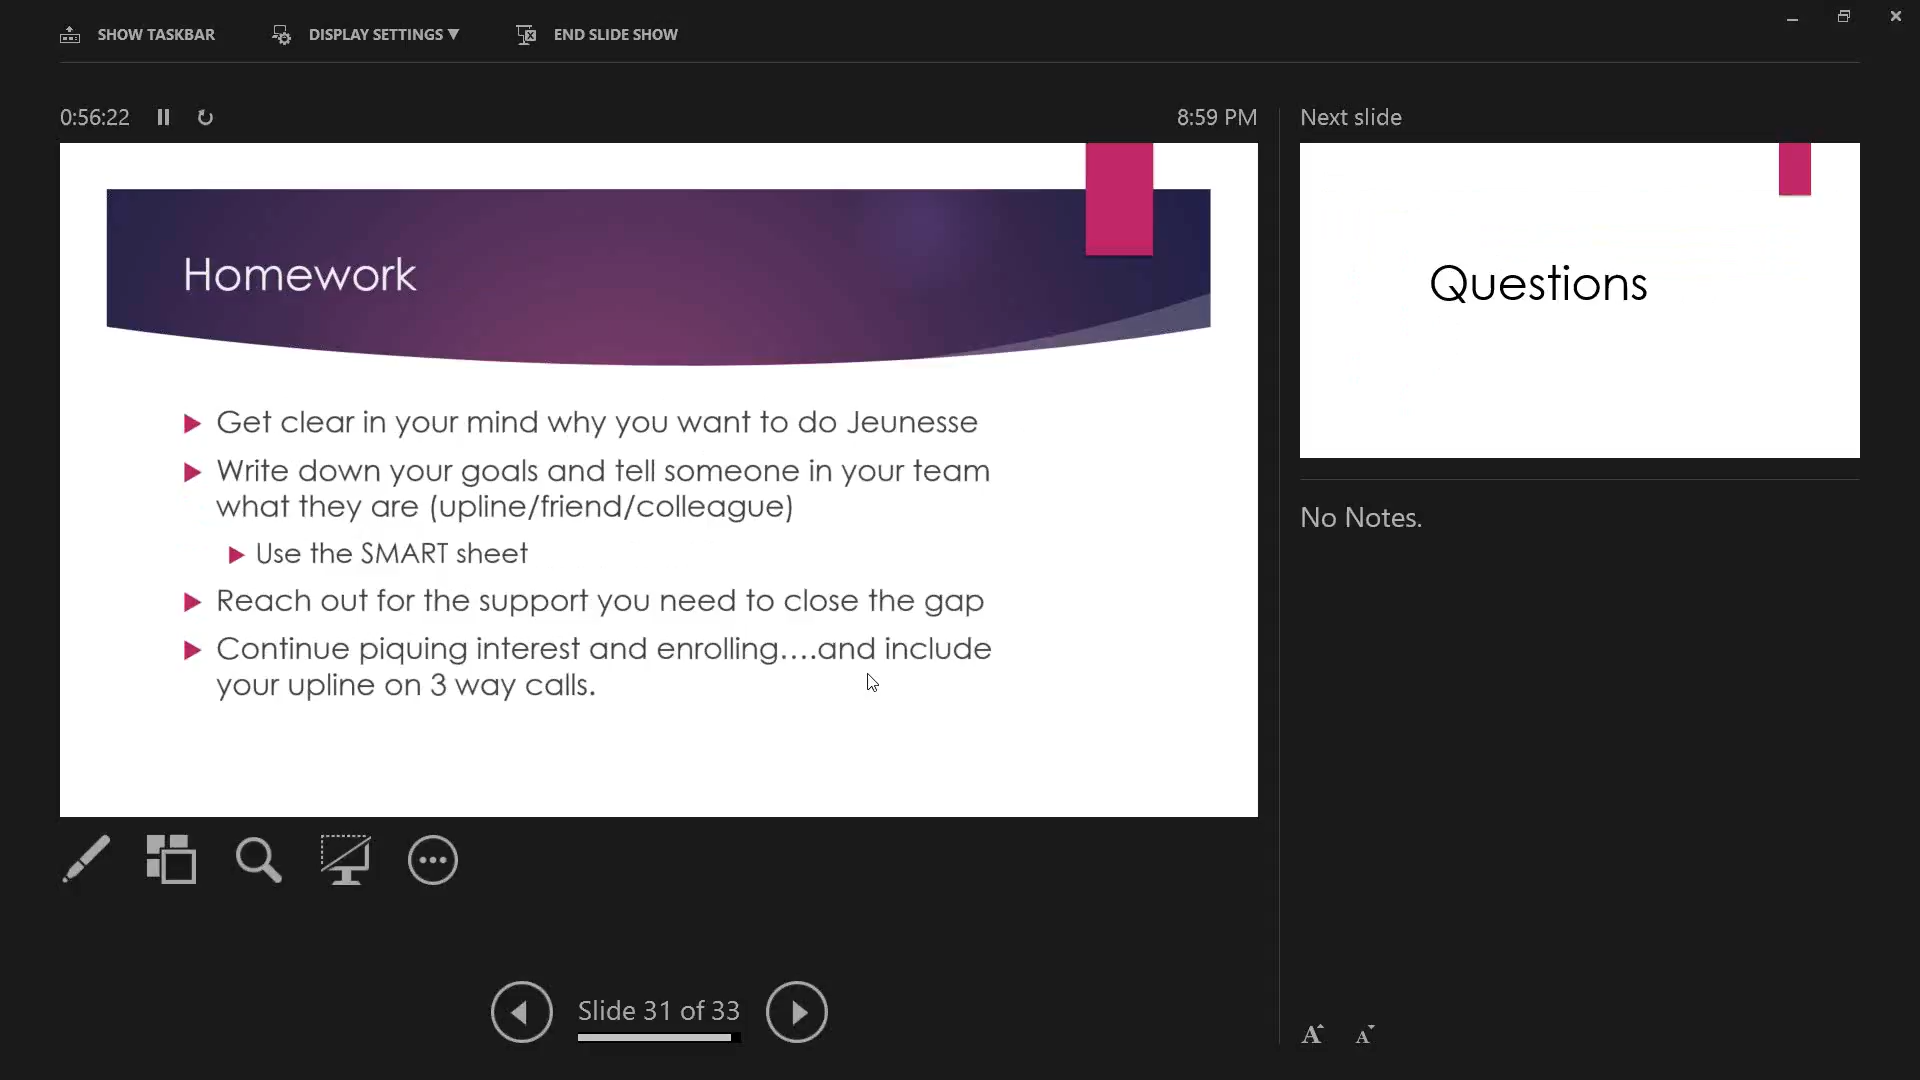 SHOW TASKBAR
DISPLAY SETTINGS ▼
END SLIDE SHOW
0:56:22
8:59 PM
Next slide
Homework
Get clear in your mind why you want to do Jeunesse
Write down your goals and tell someone in your team
what they are (upline/friend/colleague)
Use the SMART sheet
Reach out for the support you need to close the gap
Continue piquing interest and enrolling....and include
your upline on 3 way calls.
Questions
No Notes.
Slide 31 of 33
A A